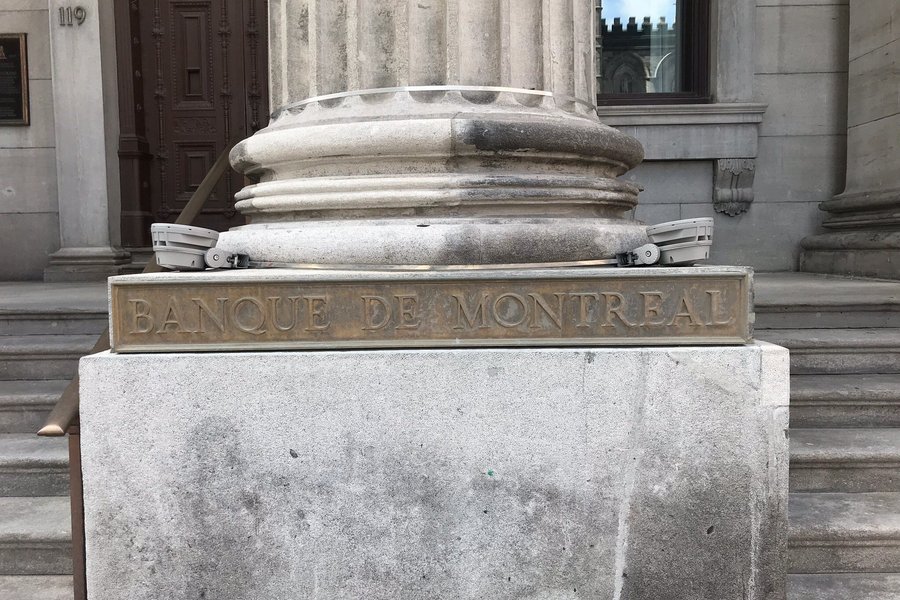 119
BANQUE DE MONTREAL